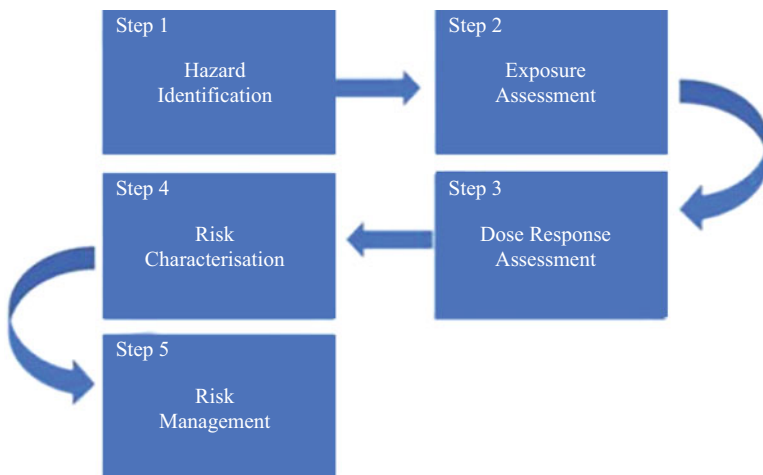 Step 1
Hazard
Identification
Step 2
Exposure
Assessment
Step 3
Dose Response
Assessment
Step 4
Risk
Characterisation
Step 5
Risk
Management